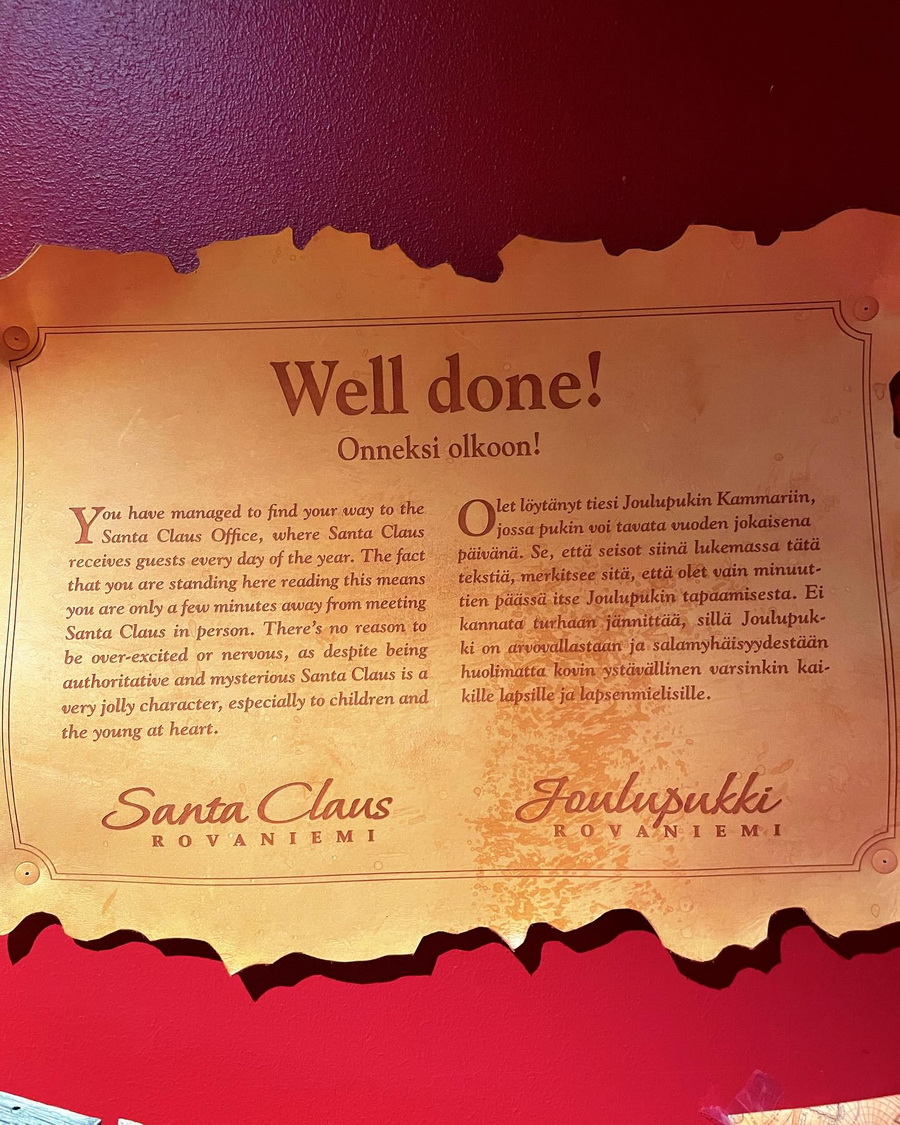 Well done!
Onneksi olkoon!
You have managed to find your way to the
Santa Claus Office, where Santa Claus
receives guests every day of the year. The fact
that you are standing here reading this means
you are only a few minutes away from meeting
Santa Claus in person. There's no reason to
be over-excited or nervous, as despite being
authoritative and mysterious Santa Claus is a
very jolly character, especially to children and
the young at heart.
Santa Claus
ROVANIEMI
Olet löytänyt tiesi Joulupukin Kammariin,
jossa pukin voi tavata vuoden jokaisena
päivänä. Se, että seisot siinä lukemassa tätä
tekstiä, merkitsee sitä, että olet vain minuut-
tien päässä itse Joulupukin tapaamisesta. Ei
kannata turhaan jännittää, sillä Joulupuk-
ki on arvovallastaan ja salamyhäisyydestään
huolimatta kovin ystävällinen varsinkin kai-
kille lapsille ja lapsenmielisille.
Joulupukki
ROVANIEMI